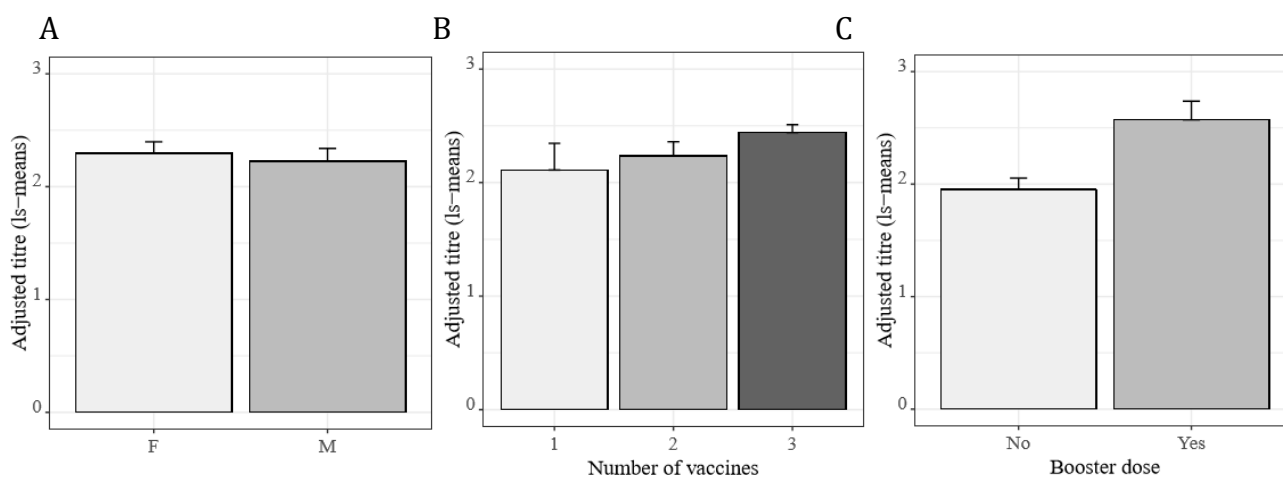 A
Adjusted titre (ls−means)
3
2
1
0
F M
B
Adjusted titre (ls−means)
3
2
1
0
1 2 3
Number of vaccines
C
Adjusted titre (ls−means)
3
2
1
0
No Yes
Booster dose